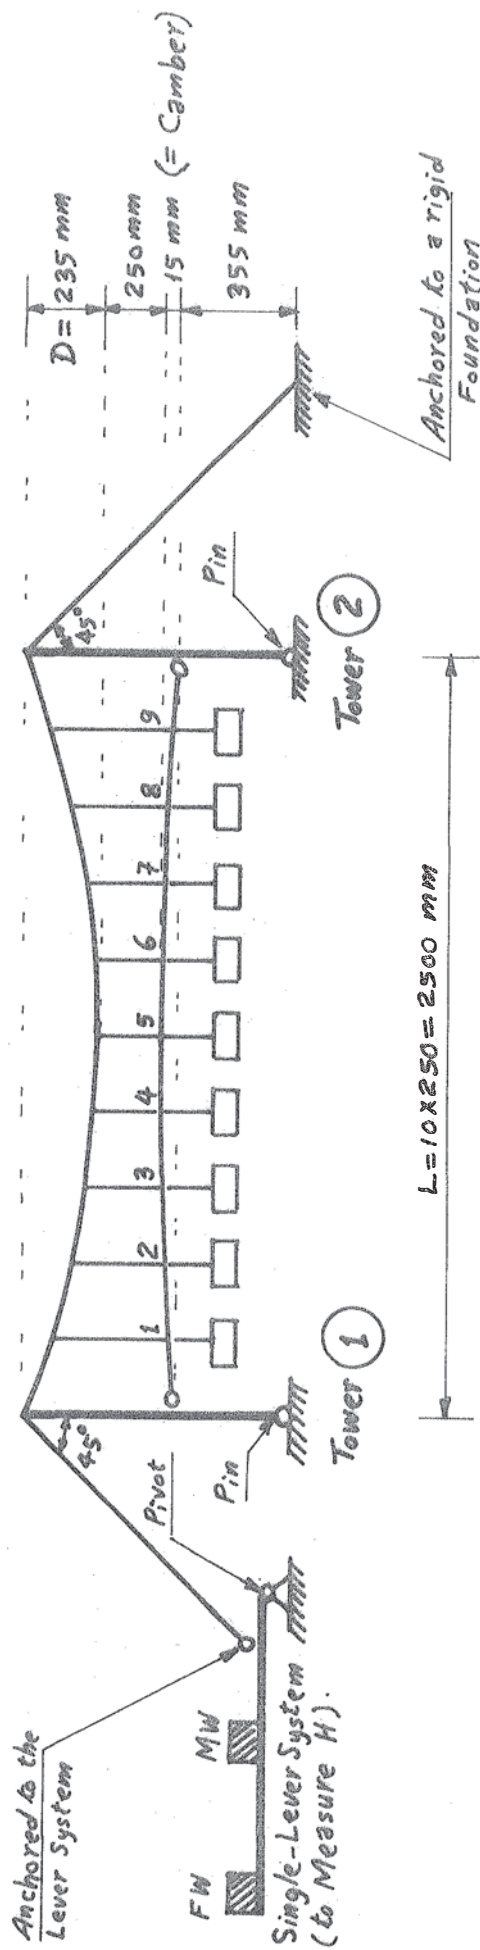 D = 235 mm
250 mm
15 mm (= Camber)
355 mm
45°
45°
Anchored to the
Lever System
Pivot
Pin
Pin
1 2 3 4 5 6 7 8 9
FW
MW
Single-Lever System
(to Measure H).
Tower 1
Tower 2
Anchored to a rigid
Foundation
L = 10 x 250 = 2500 mm